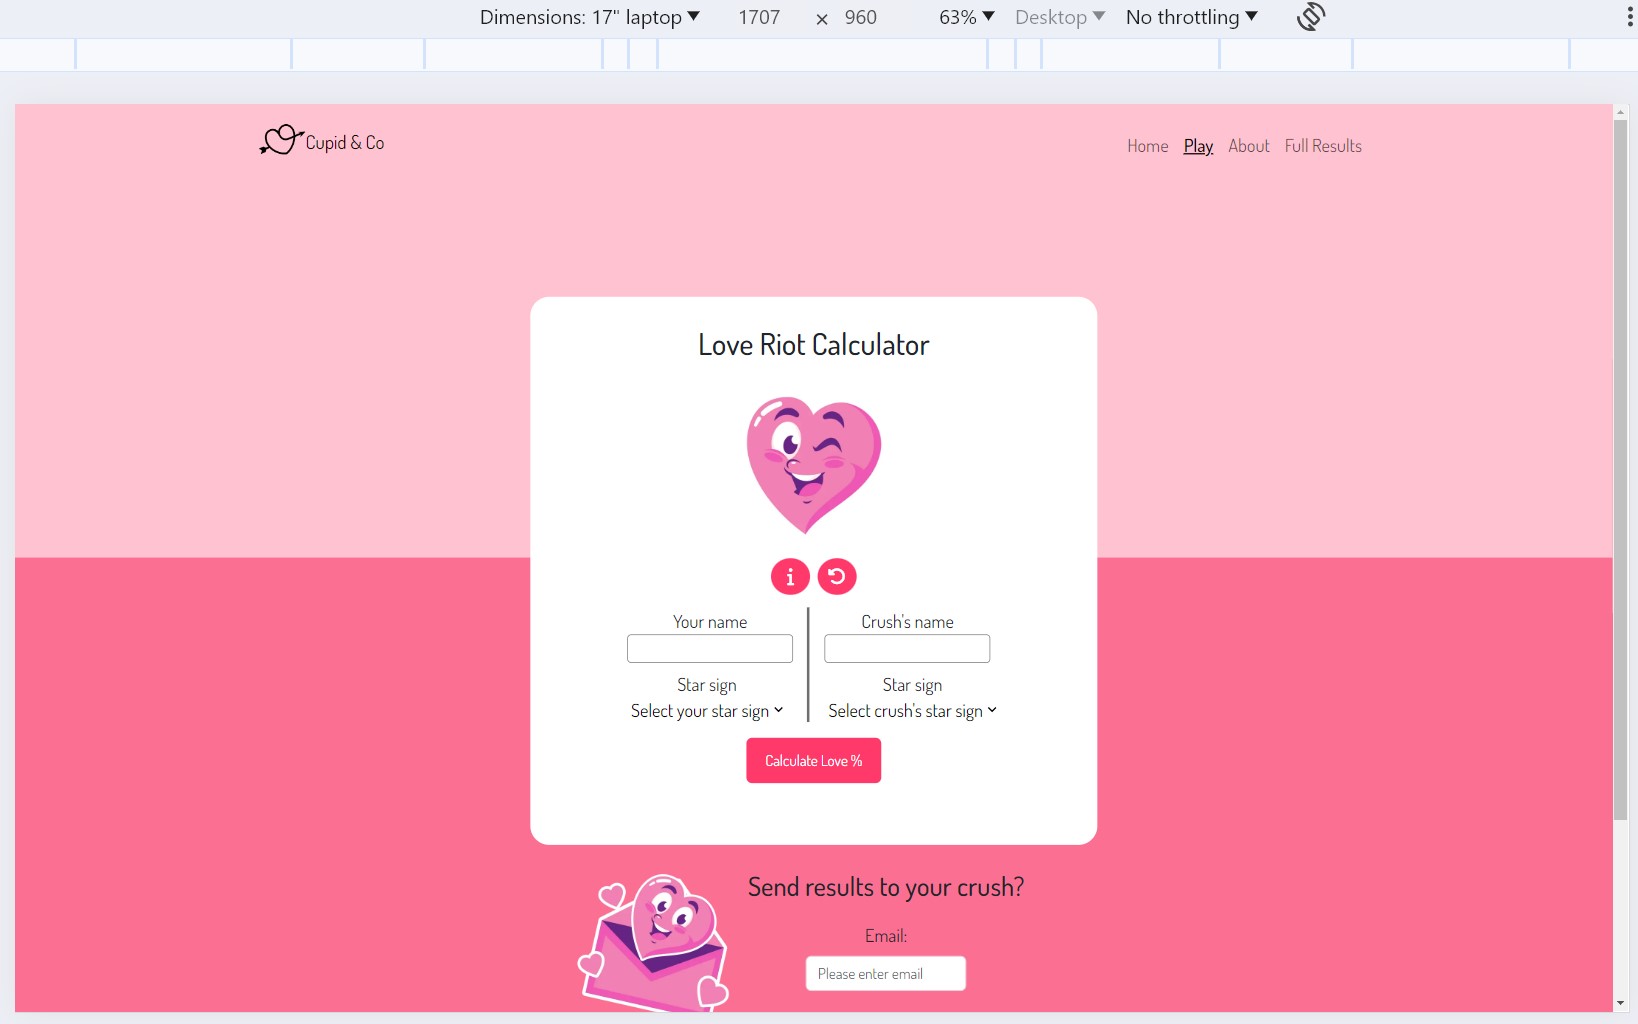 Dimensions: 17" laptop 1707 × 960 63% Desktop No throttling
Cupid & Co
Home Play About Full Results
Love Riot Calculator
Your name Crush's name
Star sign Star sign
Select your star sign Select crush's star sign
Calculate Love %
Send results to your crush?
Email:
Please enter email